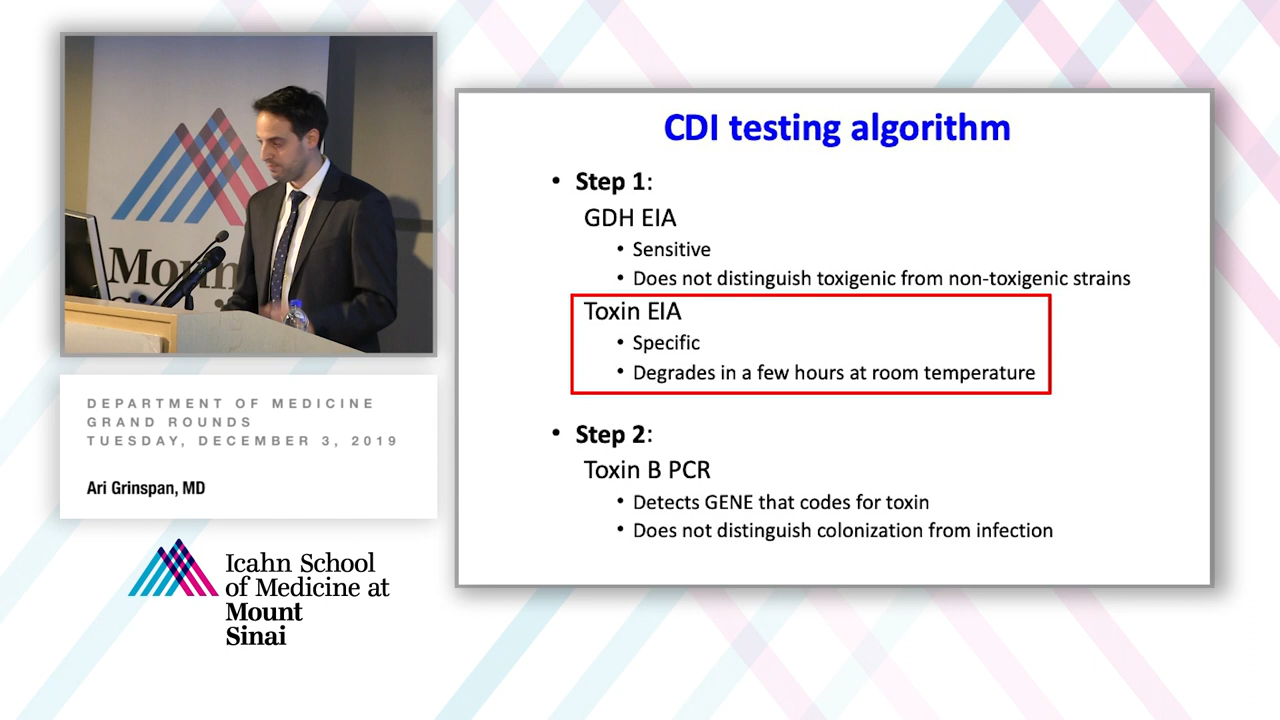 Mount
Sinai
DEPARTMENT OF MEDICINE
GRAND ROUNDS
TUESDAY, DECEMBER 3, 2019
Ari Grinspan, MD
Icahn School
of Medicine at
Mount
Sinai
CDI testing algorithm
• Step 1:
GDH EIA
• Sensitive
• Does not distinguish toxigenic from non-toxigenic strains
Toxin EIA
• Specific
• Degrades in a few hours at room temperature
• Step 2:
Toxin B PCR
• Detects GENE that codes for toxin
• Does not distinguish colonization from infection